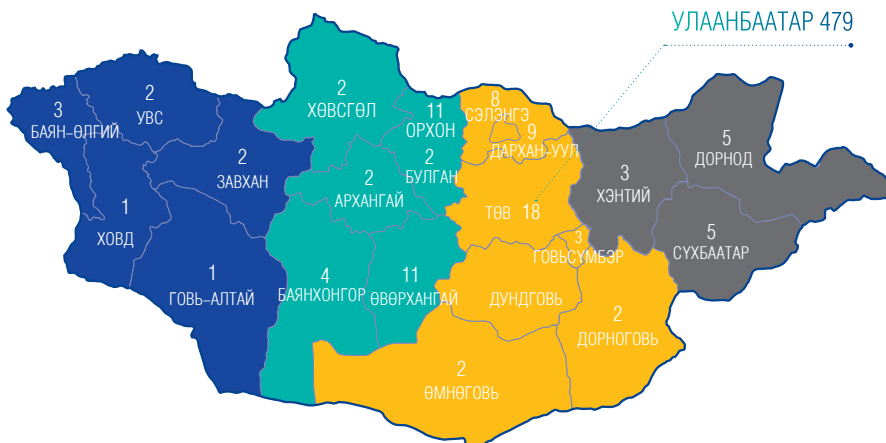 УЛААНБААТАР 479
3
БАЯН-ӨЛГИЙ
2
УВС
2
ЗАВХАН
1
ХОВД
1
ГОВЬ-АЛТАЙ
2
ХӨВСГӨЛ
11
ОРХОН
2
БУЛГАН
2
АРХАНГАЙ
4
БАЯНХОНГОР
11
ӨВӨРХАНГАЙ
8
СЭЛЭНГЭ
9
ДАРХАН-УУЛ
ТӨВ 18
3
ГОВЬСҮМБЭР
ДУНДГОВЬ
2
ДОРНОГОВЬ
2
ӨМНӨГОВЬ
3
ХЭНТИЙ
5
ДОРНОД
5
СҮХБААТАР